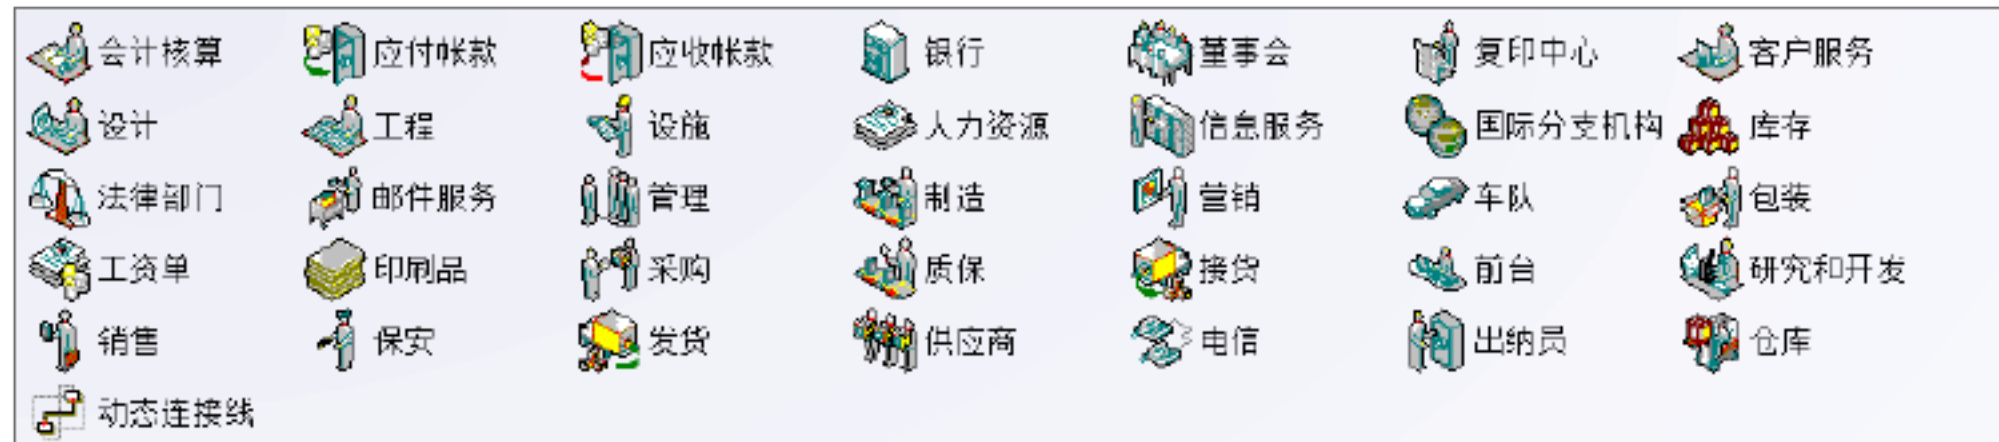 会计核算 应付帐款 应收帐款 银行 董事会 复印中心 客户服务
设计 工程 设施 人力资源 信息服务 国际分支机构 库存
法律部门 邮件服务 管理 制造 营销 车队 包装
工资单 印刷品 采购 质保 接货 前台 研究和开发
销售 保安 发货 供应商 电信 出纳员 仓库
动态连接线